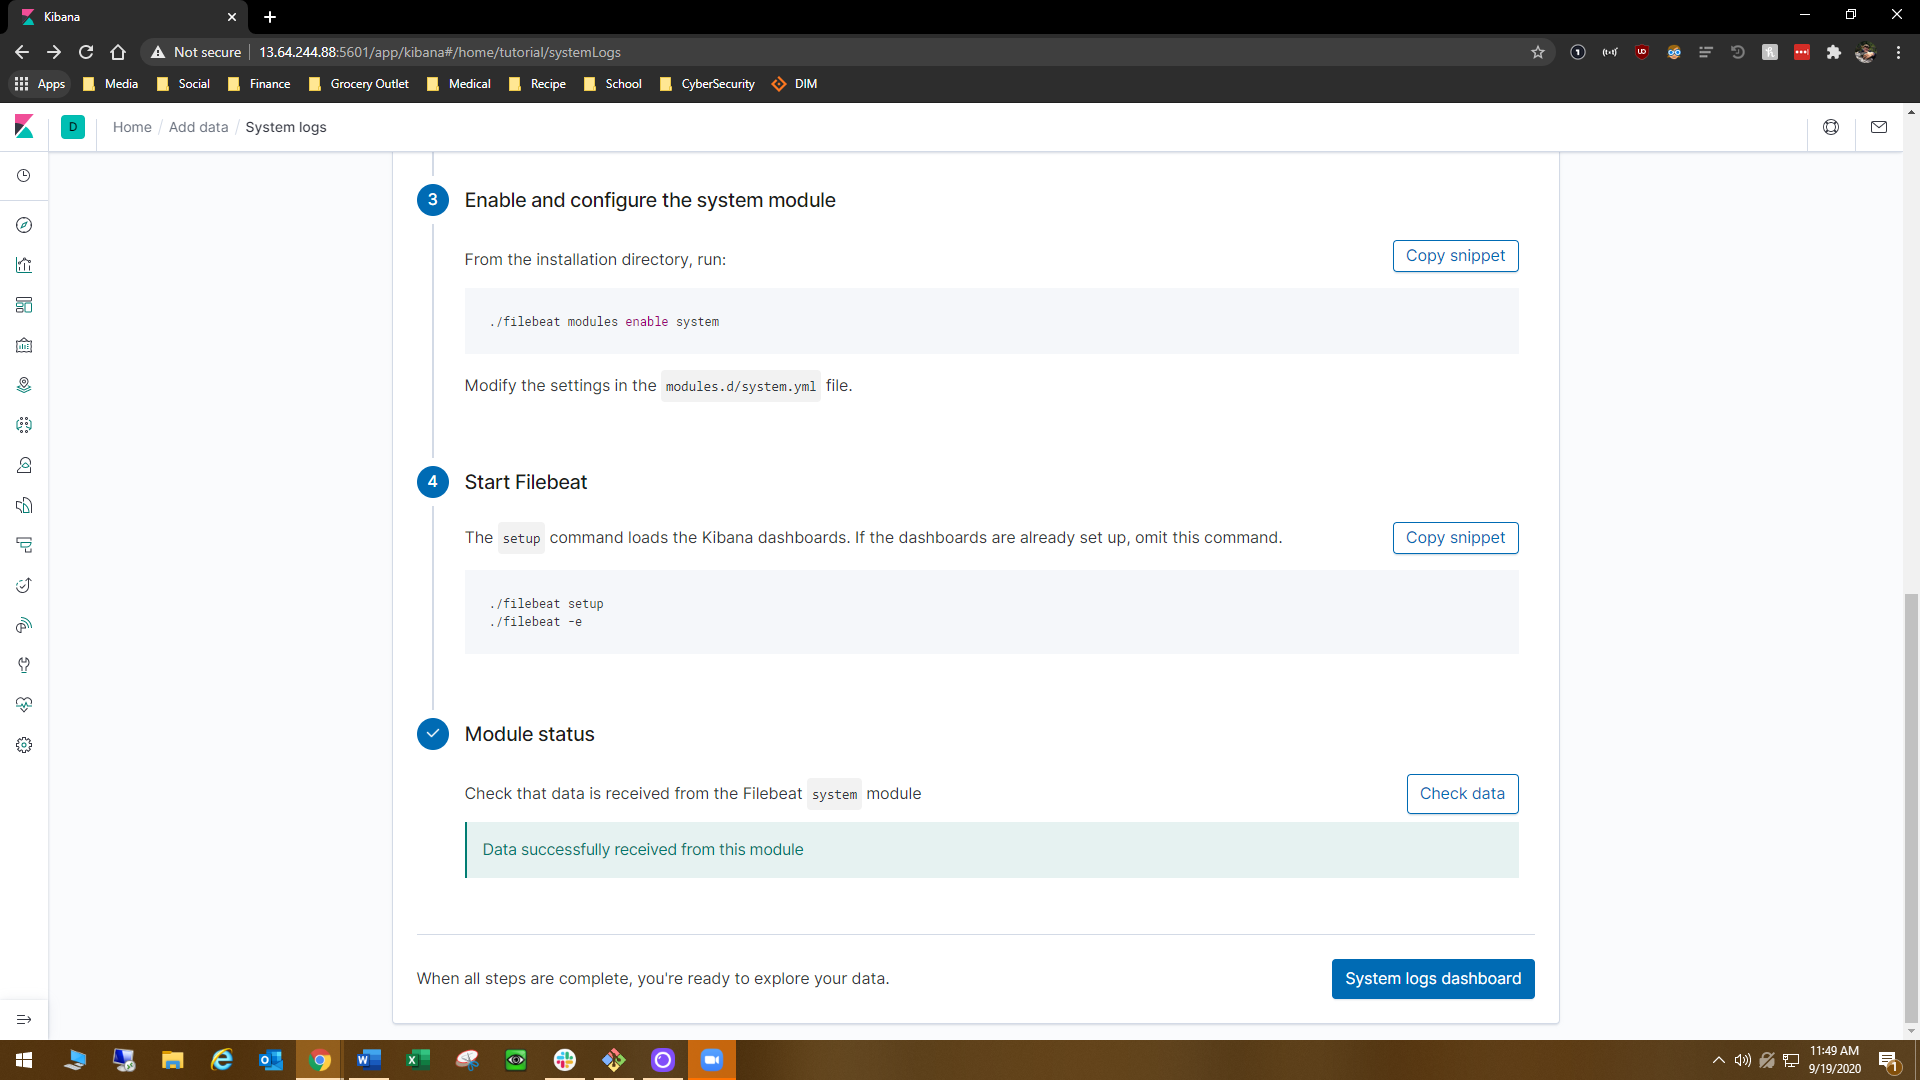 Kibana
Not secure
13.64.244.88:5601/app/kibana#/home/tutorial/systemLogs
Apps
Media
Social
Finance
Grocery Outlet
Medical
Recipe
School
CyberSecurity
DIM
D
Home / Add data / System logs
3
Enable and configure the system module
From the installation directory, run:
Copy snippet
./filebeat modules enable system
Modify the settings in the modules.d/system.yml file.
4
Start Filebeat
The setup command loads the Kibana dashboards. If the dashboards are already set up, omit this command.
Copy snippet
./filebeat setup
./filebeat -e
Module status
Check that data is received from the Filebeat system module
Check data
Data successfully received from this module
When all steps are complete, you're ready to explore your data.
System logs dashboard
11:49 AM
9/19/2020
1